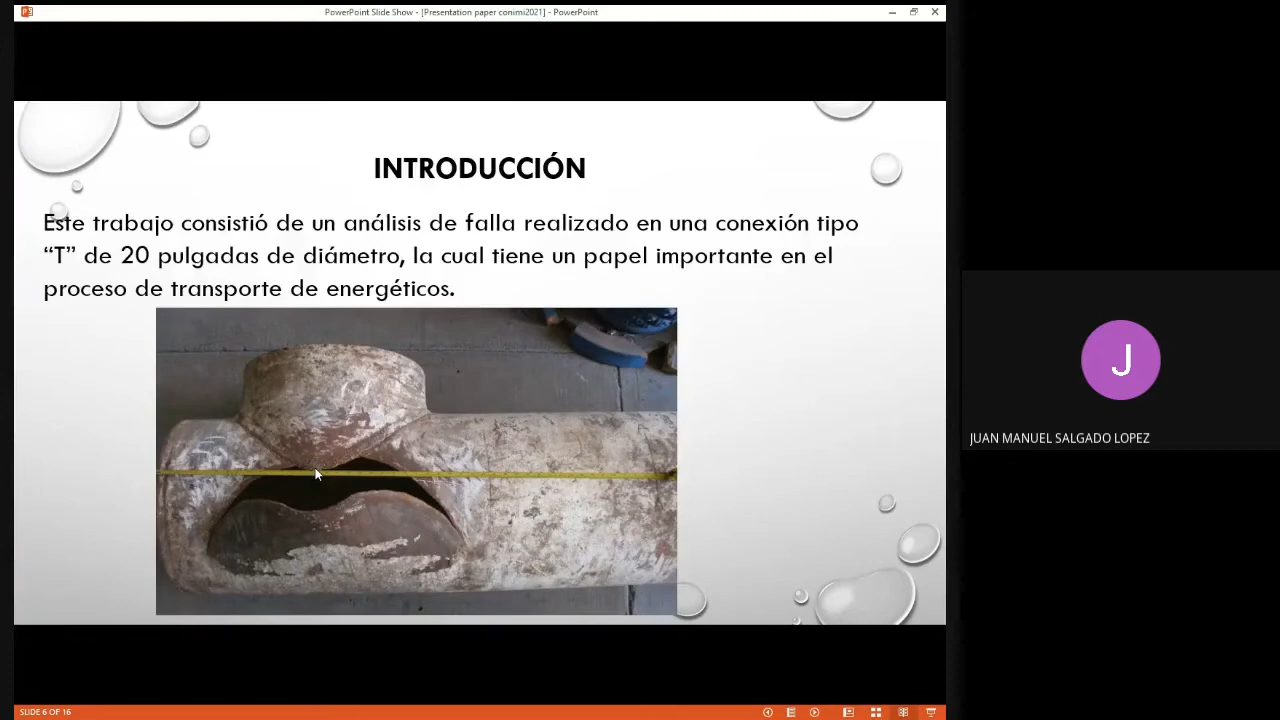 PowerPoint Slide Show - [Presentation paper conimi2021] - PowerPoint
INTRODUCCIÓN
Este trabajo consistió de un análisis de falla realizado en una conexión tipo
“T” de 20 pulgadas de diámetro, la cual tiene un papel importante en el
proceso de transporte de energéticos.
J
JUAN MANUEL SALGADO LOPEZ
SLIDE 6 OF 16